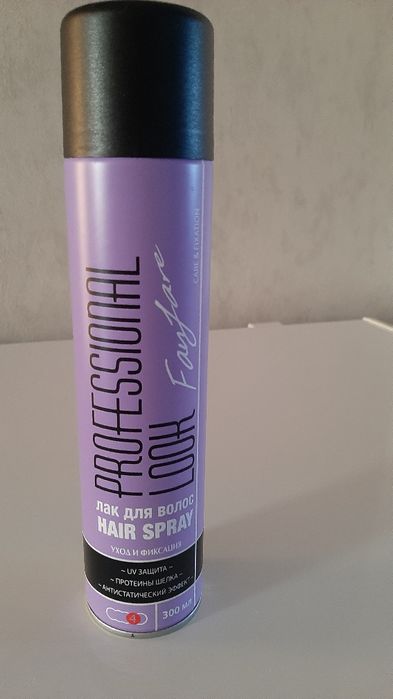 PROFESSIONAL
LOOK
Fayfare
CARE & FIXATION
лак для волос
HAIR SPRAY
УХОД И ФИКСАЦИЯ
~ UV ЗАЩИТА ~
~ ПРОТЕИНЫ ШЕЛКА ~
~ АНТИСТАТИЧЕСКИЙ ЭФФЕКТ ~
4
300 МЛ